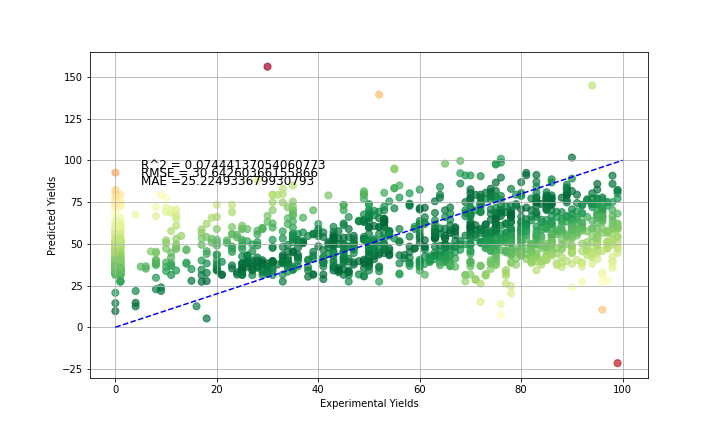 150
125
100
75
50
25
0
−25
Predicted Yields
R^2 = 0.07444137054060773
RMSE = 30.64260366155866
MAE =25.224933679930793
0
20
40
60
80
100
Experimental Yields